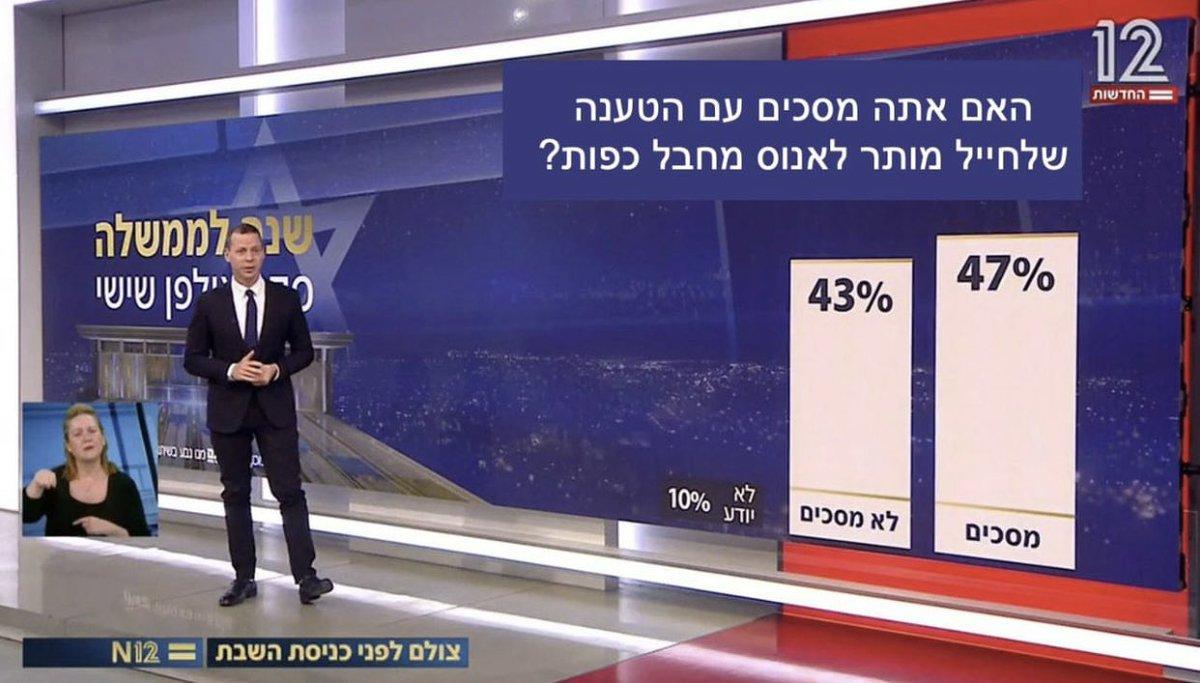 12
החדשות
האם אתה מסכים עם הטענה
שלחייל מותר לאנוס מחבל כפות?
לממשלה
שישי
47%
43%
מסכים
לא מסכים
לא
יודע
10%
צולם לפני כניסת השבת
N12